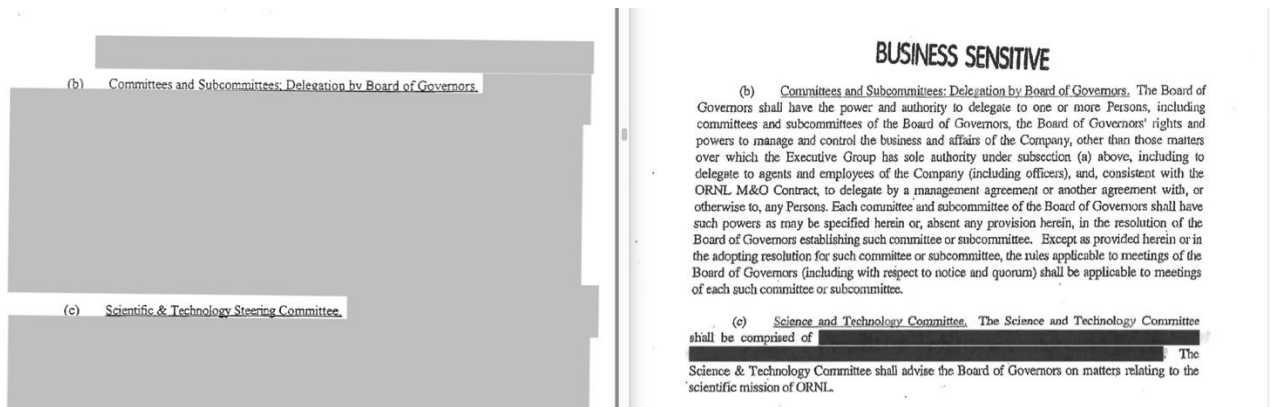 (b) Committees and Subcommittees; Delegation by Board of Governors.
(c) Scientific & Technology Steering Committee.
BUSINESS SENSITIVE
(b) Committees and Subcommittees; Delegation by Board of Governors. The Board of
Governors shall have the power and authority to delegate to one or more Persons, including
committees and subcommittees of the Board of Governors, the Board of Governors' rights and
powers to manage and control the business and affairs of the Company, other than those matters
over which the Executive Group has sole authority under subsection (a) above, including to
delegate to agents and employees of the Company (including officers), and, consistent with the
ORNL M&O Contract, to delegate by a management agreement or another agreement with, or
otherwise to, any Persons. Each committee and subcommittee of the Board of Governors shall have
such powers as may be specified herein or, absent any provision herein, in the resolution of the
Board of Governors establishing such committee or subcommittee. Except as provided herein or in
the adopting resolution for such committee or subcommittee, the rules applicable to meetings of the
Board of Governors (including with respect to notice and quorum) shall be applicable to meetings
of each such committee or subcommittee.
(c) Science and Technology Committee. The Science and Technology Committee
shall be comprised of
The
Science & Technology Committee shall advise the Board of Governors on matters relating to the
scientific mission of ORNL.